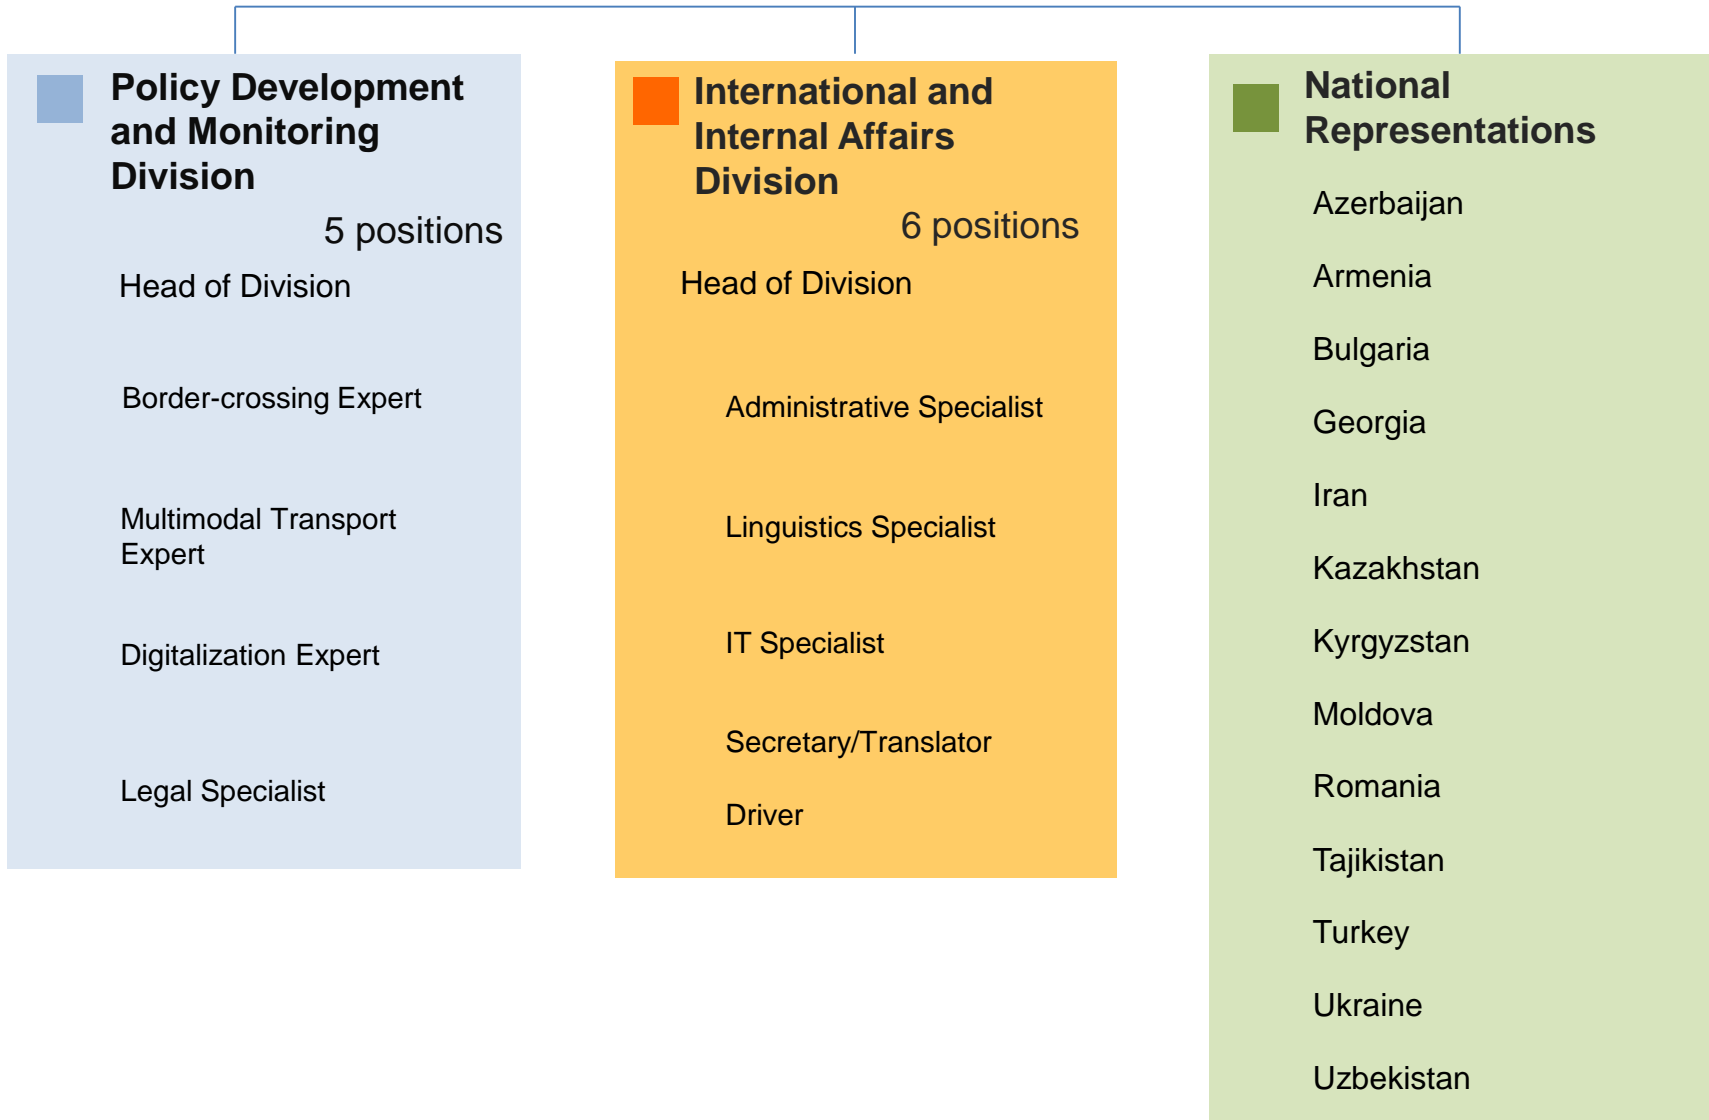 Policy Development
and Monitoring
Division
5 positions
Head of Division
Border-crossing Expert
Multimodal Transport
Expert
Digitalization Expert
Legal Specialist
International and
Internal Affairs
Division
6 positions
Head of Division
Administrative Specialist
Linguistics Specialist
IT Specialist
Secretary/Translator
Driver
National
Representations
Azerbaijan
Armenia
Bulgaria
Georgia
Iran
Kazakhstan
Kyrgyzstan
Moldova
Romania
Tajikistan
Turkey
Ukraine
Uzbekistan